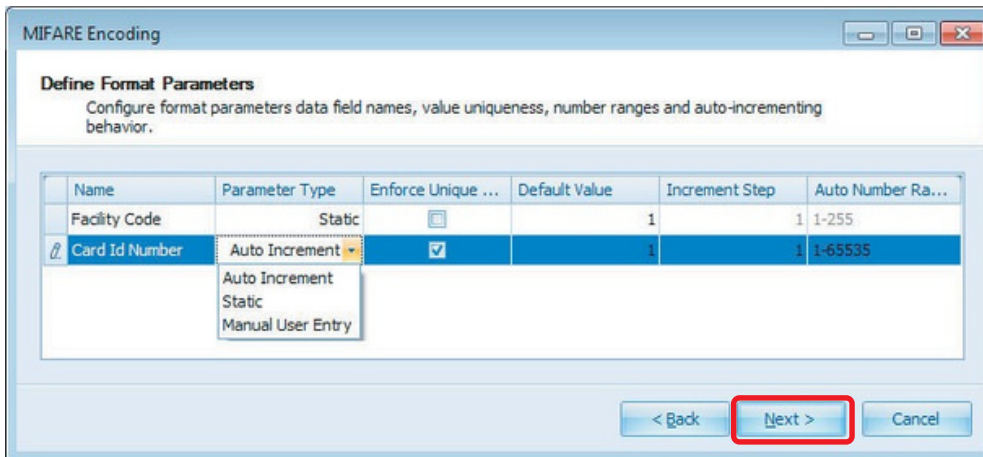 MIFARE Encoding
Define Format Parameters
Configure format parameters data field names, value uniqueness, number ranges and auto-incrementing
behavior.
Name Parameter Type Enforce Unique ... Default Value Increment Step Auto Number Ra...
Facility Code Static 1 1 1-255
Card Id Number Auto Increment 1 1 1-65535
Auto Increment
Static
Manual User Entry
< Back Next > Cancel